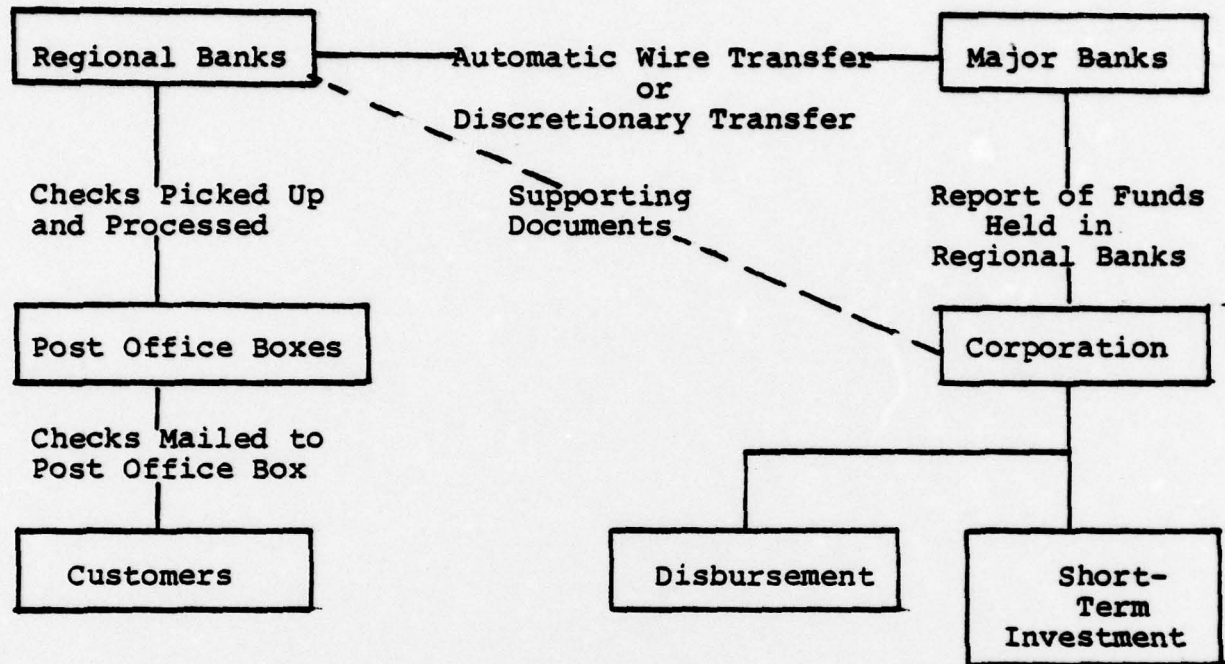 Regional Banks
Automatic Wire Transfer
or
Discretionary Transfer
Major Banks
Checks Picked Up
and Processed
Supporting
Documents
Report of Funds
Held in
Regional Banks
Post Office Boxes
Corporation
Checks Mailed to
Post Office Box
Customers
Disbursement
Short-
Term
Investment